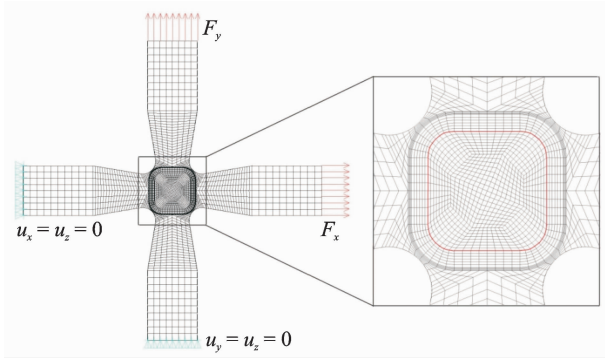 F_y
u_x = u_z = 0
F_x
u_y = u_z = 0